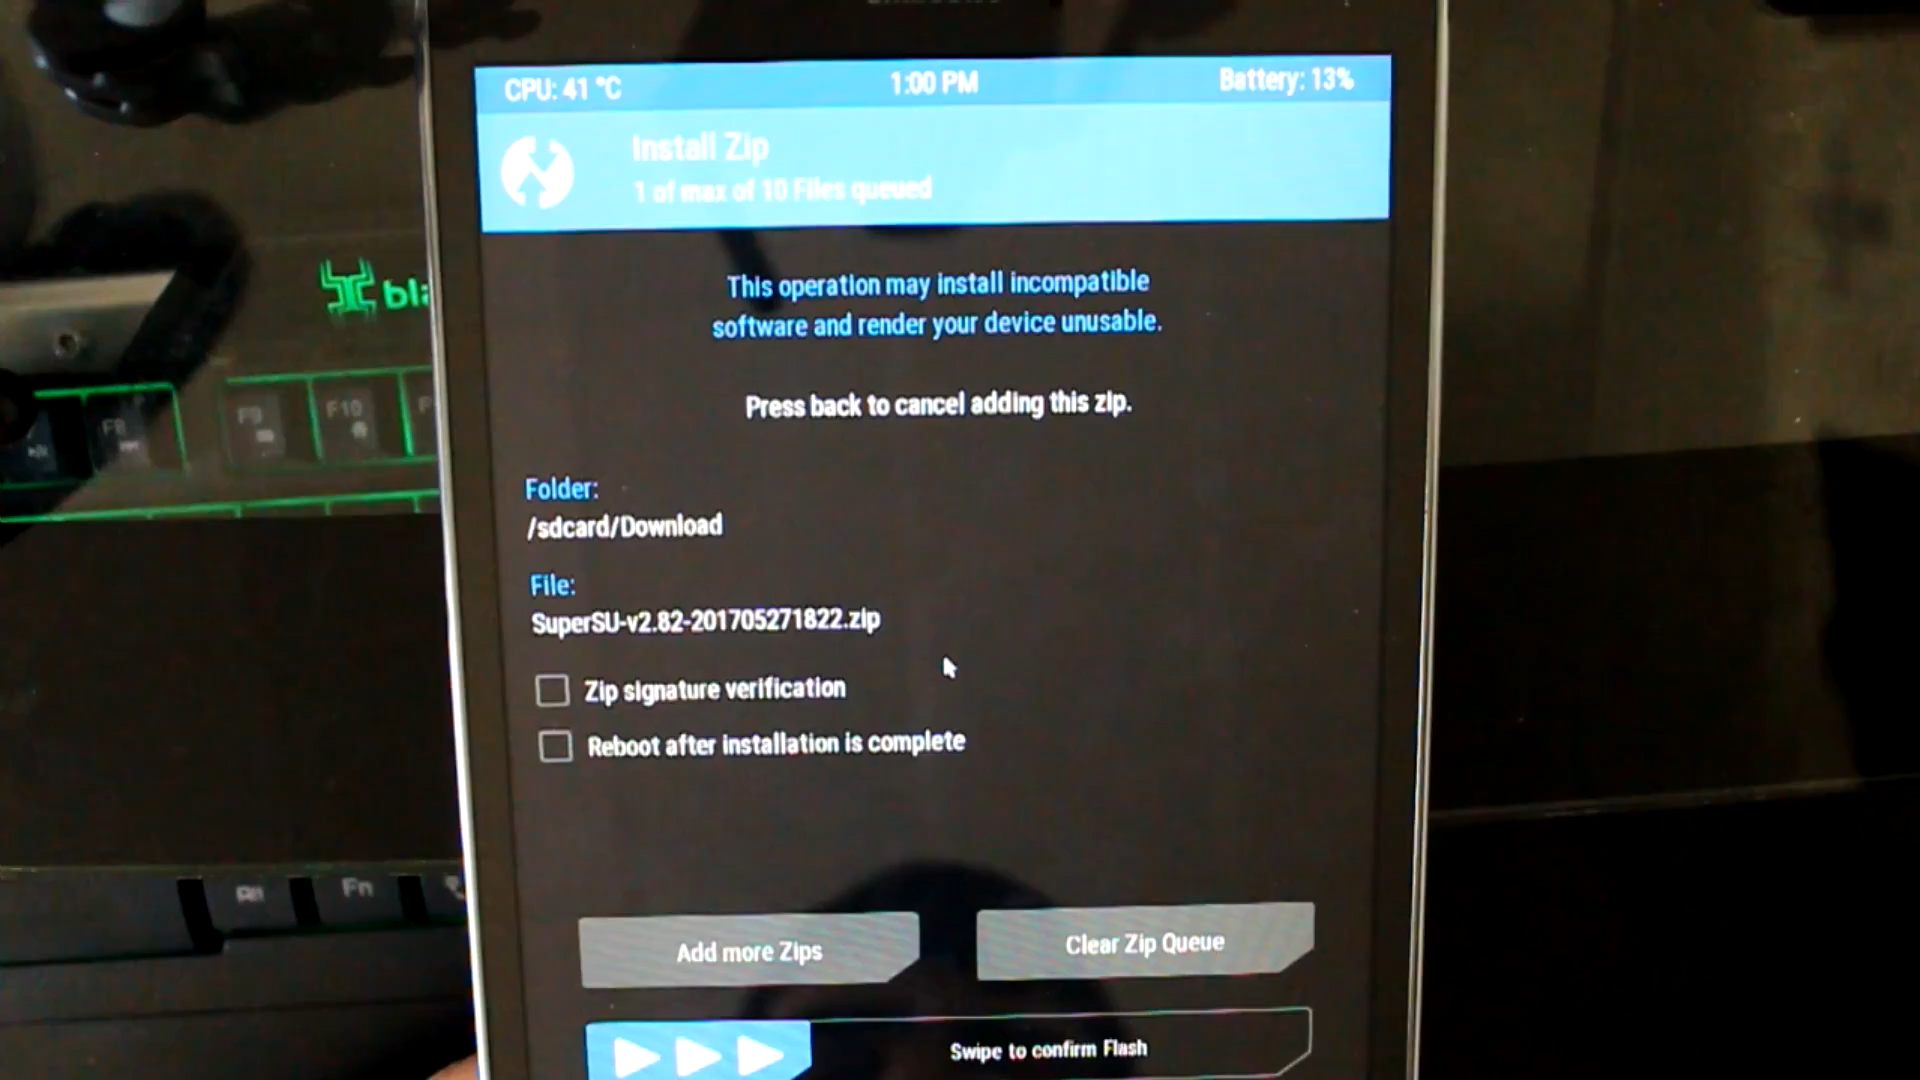 CPU: 41 °C
1:00 PM
Battery: 13%
Install Zip
1 of max of 10 Files queued
This operation may install incompatible
software and render your device unusable.
Press back to cancel adding this zip.
Folder:
/sdcard/Download
File:
SuperSU-v2.82-201705271822.zip
Zip signature verification
Reboot after installation is complete
Add more Zips
Clear Zip Queue
Swipe to confirm Flash
F8
F9
F10
Fn